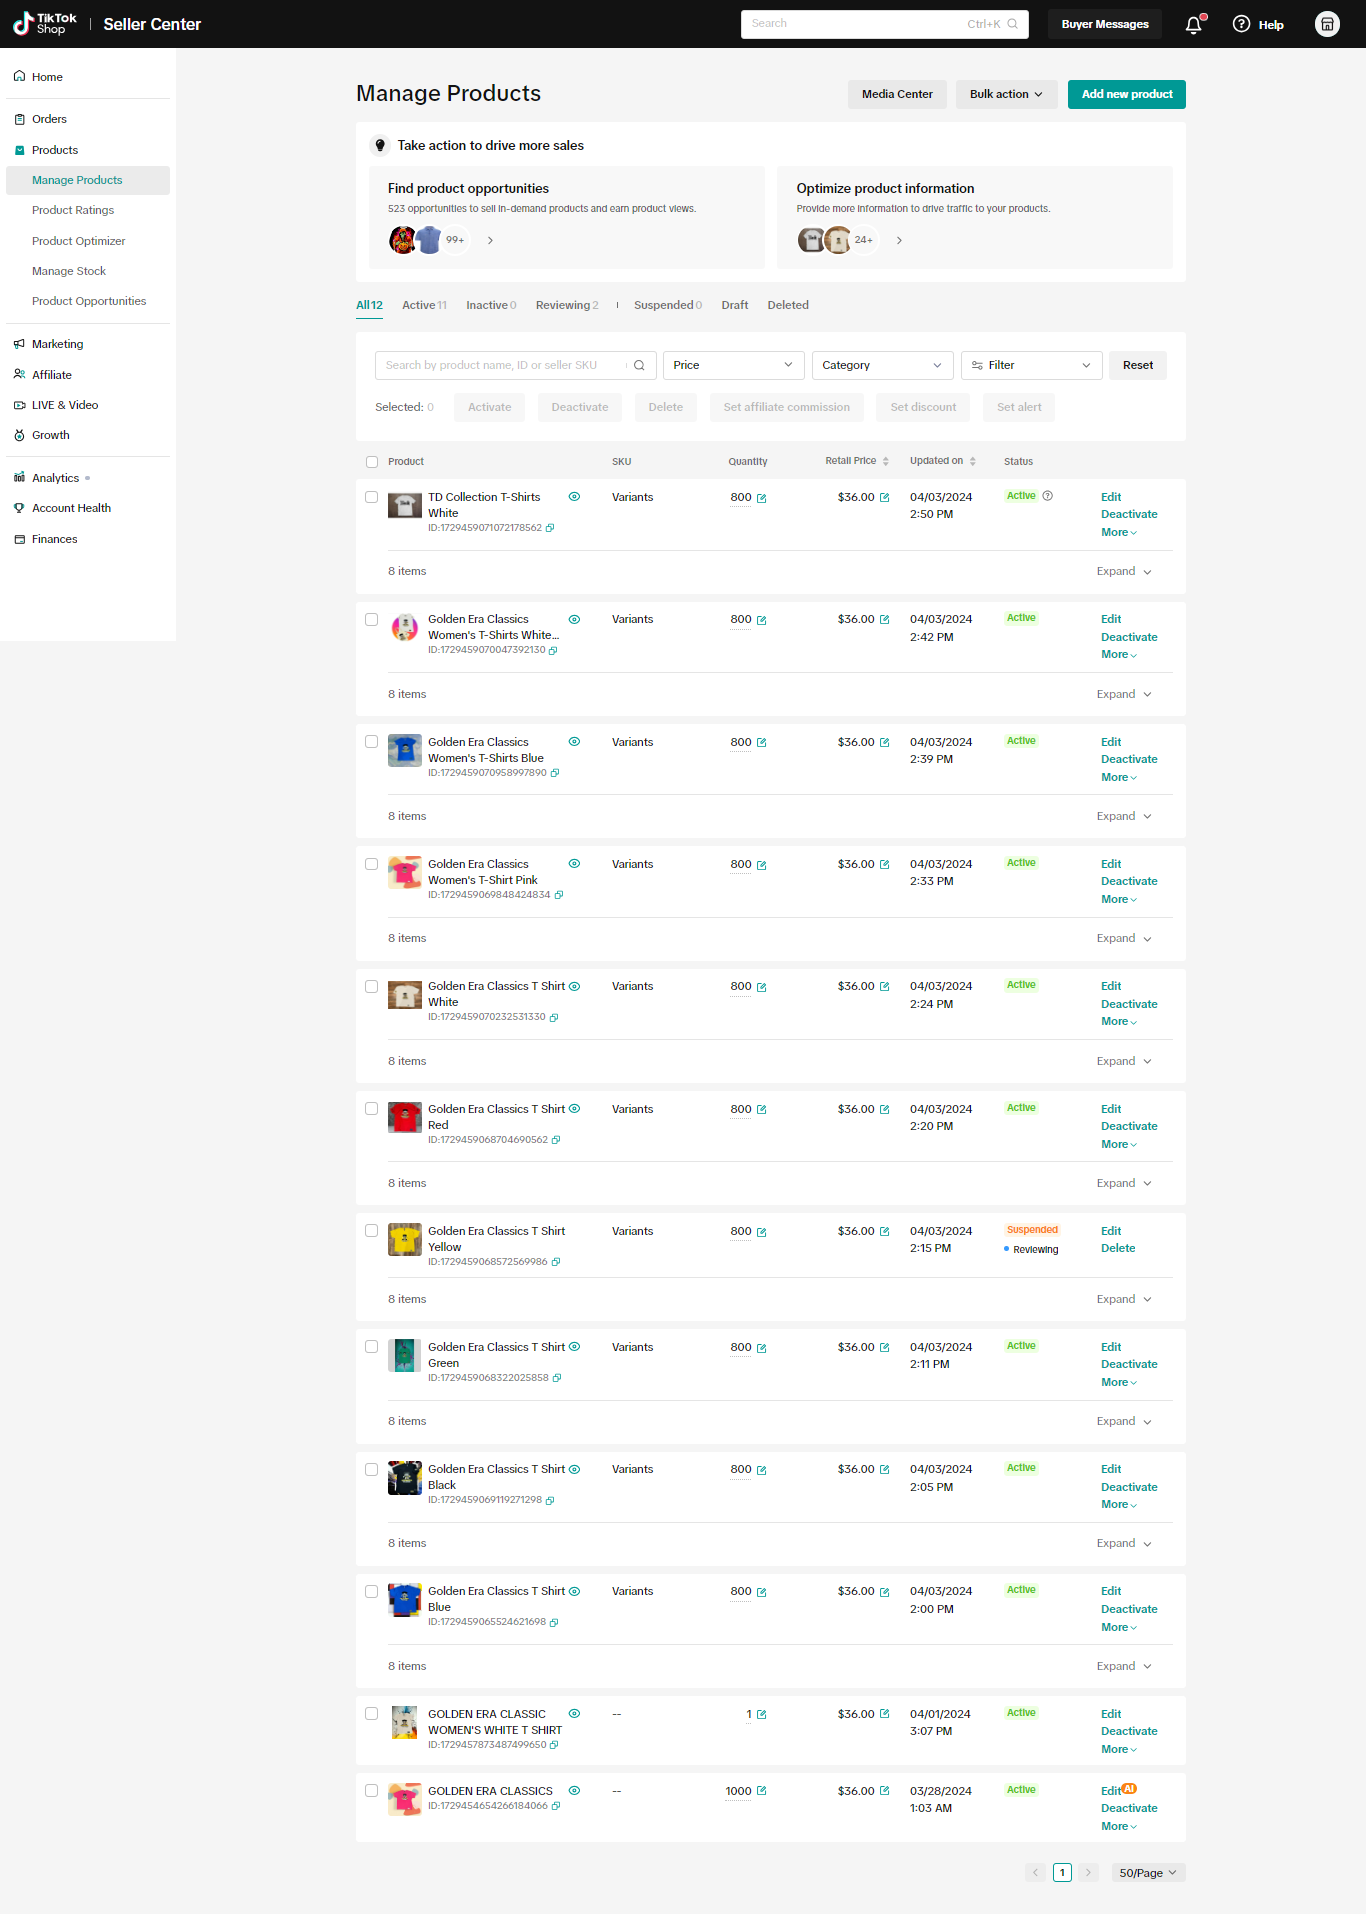 TikTok Shop | Seller Center
Search Ctrl+K
Buyer Messages
Help
Home
Orders
Products
Manage Products
Product Ratings
Product Optimizer
Manage Stock
Product Opportunities
Marketing
Affiliate
LIVE & Video
Growth
Analytics
Account Health
Finances
Manage Products
Media Center
Bulk action
Add new product
Take action to drive more sales
Find product opportunities
523 opportunities to sell in-demand products and earn product views.
99+
Optimize product information
Provide more information to drive traffic to your products.
24+
All 12 Active 11 Inactive 0 Reviewing 2 | Suspended 0 Draft Deleted
Search by product name, ID or seller SKU Price Category Filter Reset
Selected: 0 Activate Deactivate Delete Set affiliate commission Set discount Set alert
Product SKU Quantity Retail Price Updated on Status
TD Collection T-Shirts Variants 800 $36.00 04/03/2024 Active Edit
White 2:50 PM Deactivate
ID:1729459071072178562 More
8 items Expand
Golden Era Classics Variants 800 $36.00 04/03/2024 Active Edit
Women's T-Shirts White... 2:42 PM Deactivate
ID:1729459070047392130 More
8 items Expand
Golden Era Classics Variants 800 $36.00 04/03/2024 Active Edit
Women's T-Shirts Blue 2:39 PM Deactivate
ID:1729459070958997890 More
8 items Expand
Golden Era Classics Variants 800 $36.00 04/03/2024 Active Edit
Women's T-Shirt Pink 2:33 PM Deactivate
ID:1729459069848424834 More
8 items Expand
Golden Era Classics T Shirt Variants 800 $36.00 04/03/2024 Active Edit
White 2:24 PM Deactivate
ID:1729459070232531330 More
8 items Expand
Golden Era Classics T Shirt Variants 800 $36.00 04/03/2024 Active Edit
Red 2:20 PM Deactivate
ID:1729459068704690562 More
8 items Expand
Golden Era Classics T Shirt Variants 800 $36.00 04/03/2024 Suspended Edit
Yellow 2:15 PM Reviewing Delete
ID:1729459068572569986
8 items Expand
Golden Era Classics T Shirt Variants 800 $36.00 04/03/2024 Active Edit
Green 2:11 PM Deactivate
ID:1729459068322025858 More
8 items Expand
Golden Era Classics T Shirt Variants 800 $36.00 04/03/2024 Active Edit
Black 2:05 PM Deactivate
ID:1729459069119271298 More
8 items Expand
Golden Era Classics T Shirt Variants 800 $36.00 04/03/2024 Active Edit
Blue 2:00 PM Deactivate
ID:1729459065524621698 More
8 items Expand
GOLDEN ERA CLASSIC -- 1 $36.00 04/01/2024 Active Edit
WOMEN'S WHITE T SHIRT 3:07 PM Deactivate
ID:1729457873487499650 More
GOLDEN ERA CLASSICS -- 1000 $36.00 03/28/2024 Active Edit AI
ID:1729454654266184066 1:03 AM Deactivate
More
1 50/Page